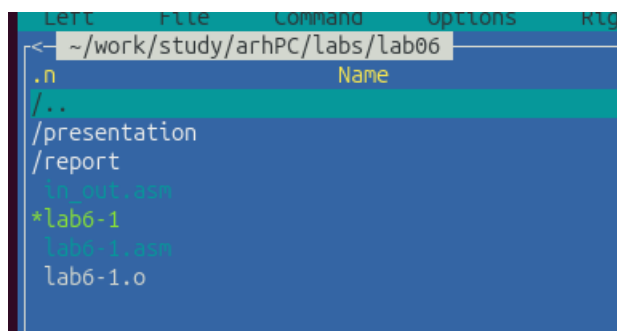 Left File Command Options Rig
<— ~/work/study/arhPC/labs/lab06
.n Name
/..
/presentation
/report
in_out.asm
*lab6-1
lab6-1.asm
lab6-1.o